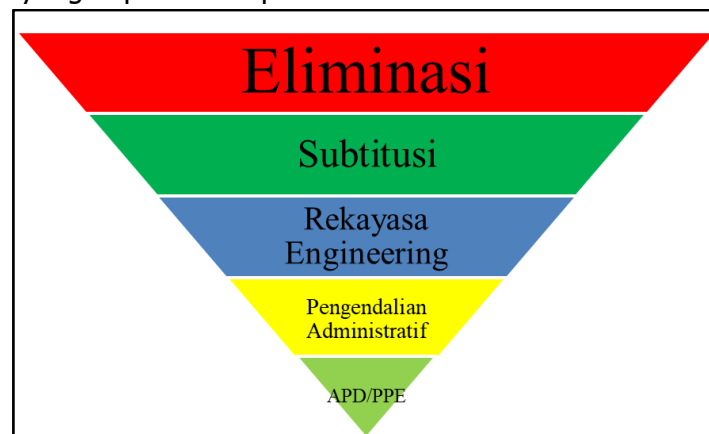 Eliminasi
Subtitusi
Rekayasa
Engineering
Pengendalian
Administratif
APD/PPE